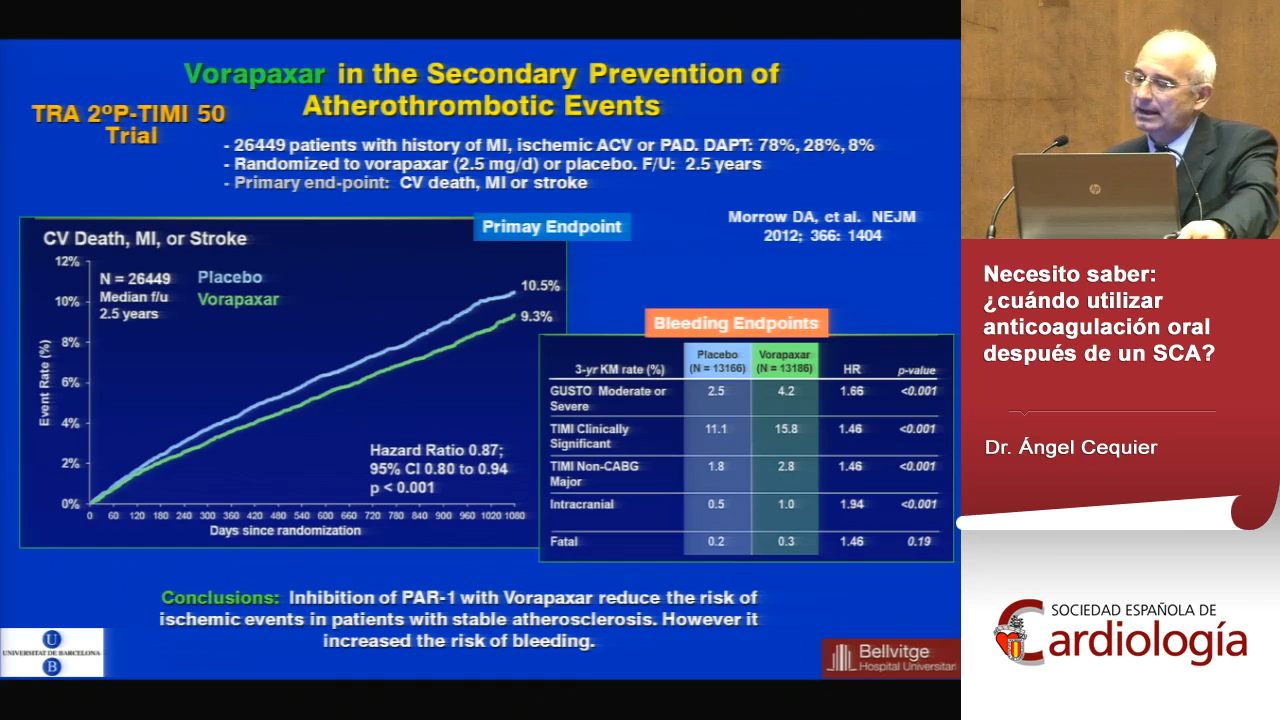 Vorapaxar in the Secondary Prevention of
Atherothrombotic Events
TRA 2ºP-TIMI 50
Trial
- 26449 patients with history of MI, ischemic ACV or PAD. DAPT: 78%, 28%, 8%
- Randomized to vorapaxar (2.5 mg/d) or placebo. F/U: 2.5 years
- Primary end-point: CV death, MI or stroke
Primay Endpoint
Morrow DA, et al. NEJM
2012; 366: 1404
CV Death, MI, or Stroke
N = 26449
Median f/u
2.5 years
Placebo
Vorapaxar
Event Rate (%)
12%
10%
8%
6%
4%
2%
0%
10.5%
9.3%
Hazard Ratio 0.87;
95% CI 0.80 to 0.94
p < 0.001
0 60 120 180 240 300 360 420 480 540 600 660 720 780 840 900 960 1020 1080
Days since randomization
Bleeding Endpoints
3-yr KM rate (%) Placebo (N = 13166) Vorapaxar (N = 13186) HR p-value
GUSTO Moderate or Severe 2.5 4.2 1.66 <0.001
TIMI Clinically Significant 11.1 15.8 1.46 <0.001
TIMI Non-CABG Major 1.8 2.8 1.46 <0.001
Intracranial 0.5 1.0 1.94 <0.001
Fatal 0.2 0.3 1.46 0.19
Conclusions: Inhibition of PAR-1 with Vorapaxar reduce the risk of
ischemic events in patients with stable atherosclerosis. However it
increased the risk of bleeding.
U
UNIVERSITAT DE BARCELONA
B
Bellvitge
Hospital Universitari
hp
Necesito saber:
¿cuándo utilizar
anticoagulación oral
después de un SCA?
Dr. Ángel Cequier
SOCIEDAD ESPAÑOLA DE
Cardiología